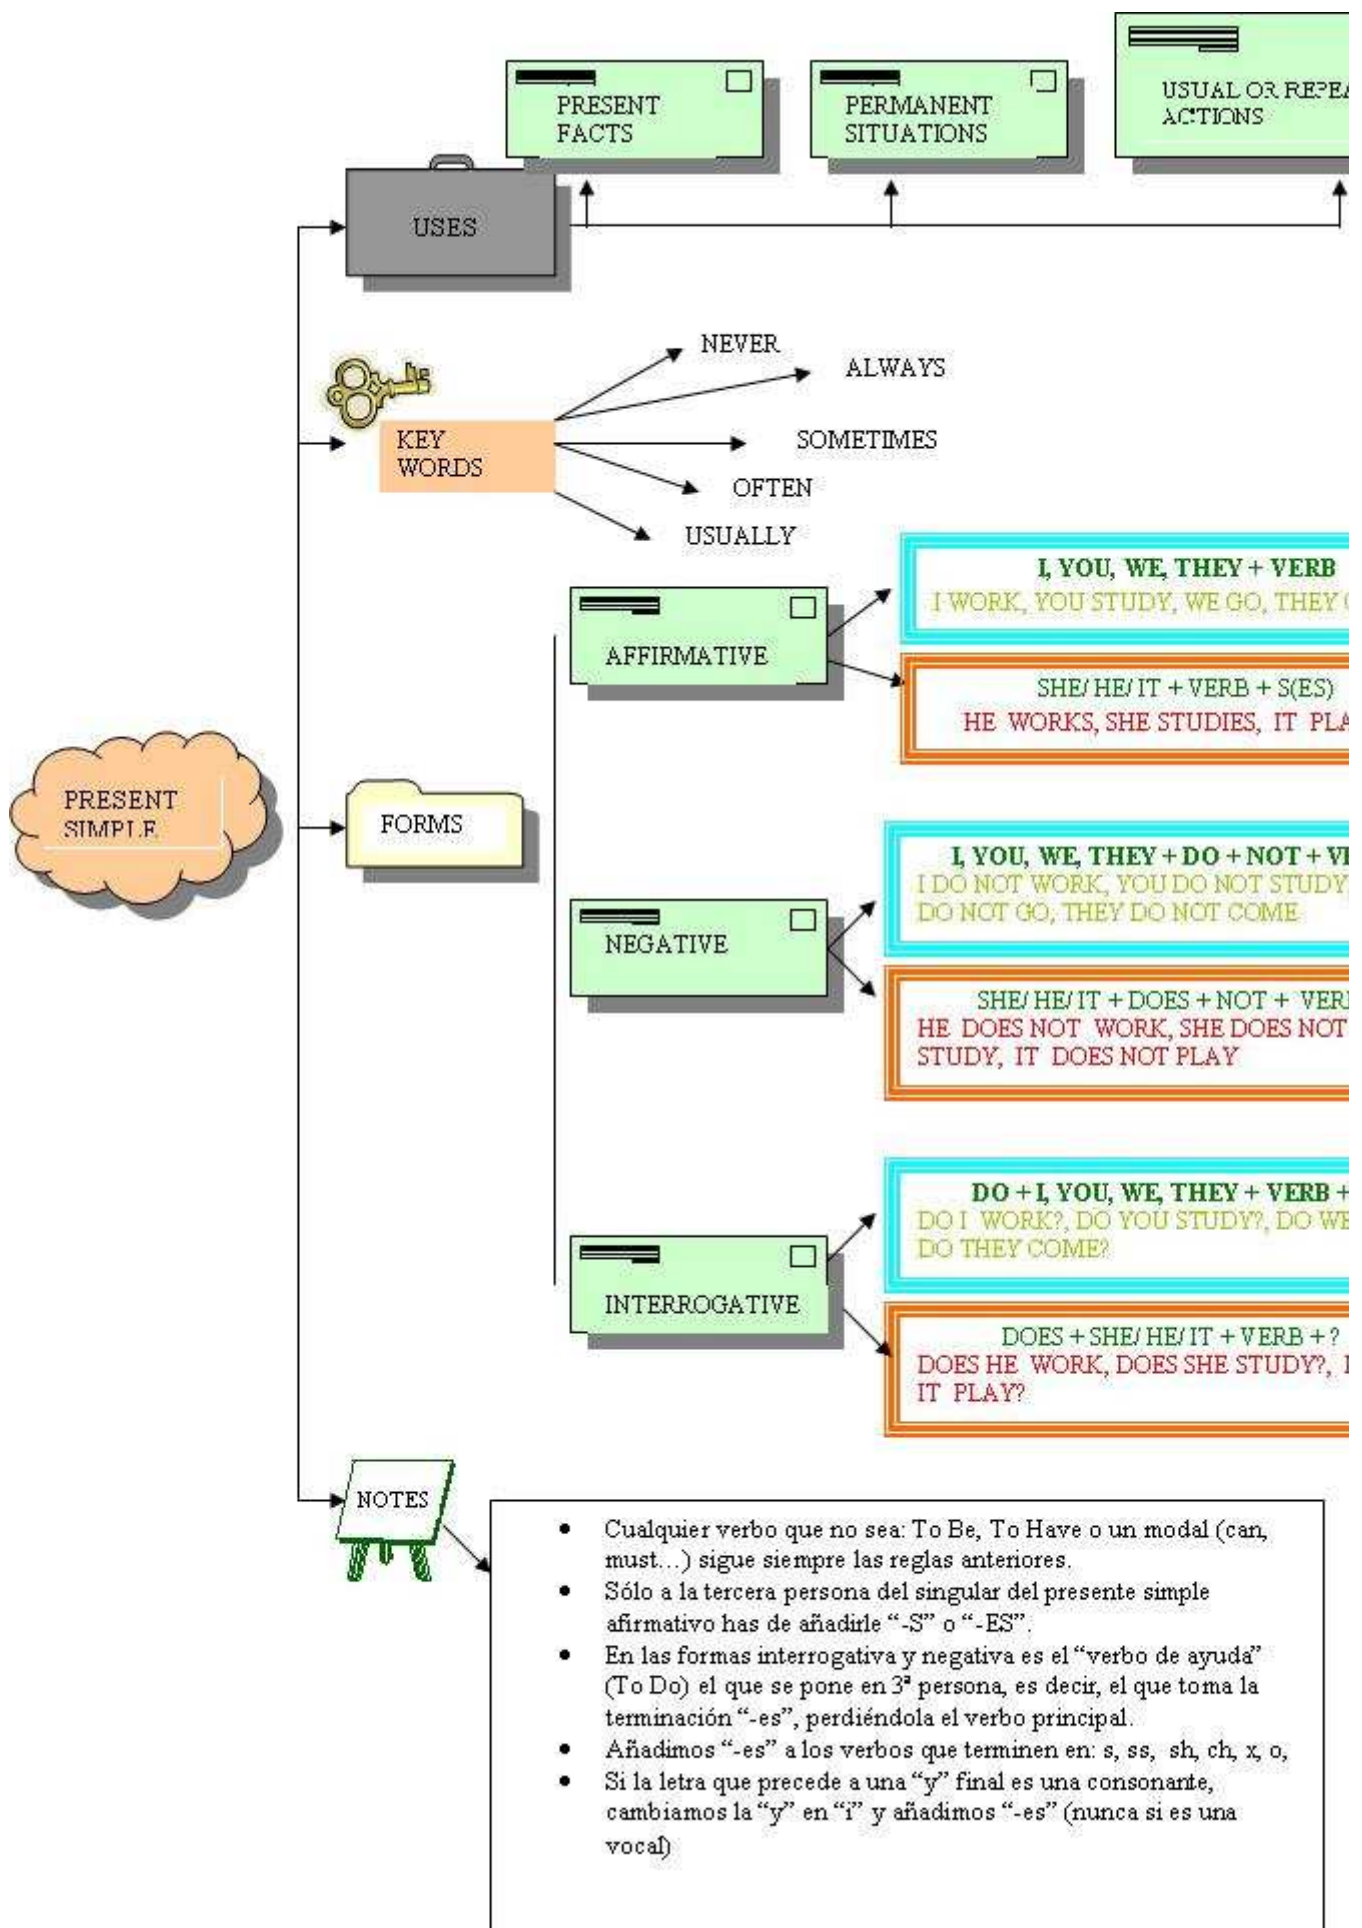 PRESENT
FACTS
PERMANENT
SITUATIONS
USUAL OR REPEA
ACTIONS
USES
NEVER
ALWAYS
KEY
WORDS
SOMETIMES
OFTEN
USUALLY
I, YOU, WE, THEY + VERB
I WORK, YOU STUDY, WE GO, THEY
AFFIRMATIVE
SHE/ HE/ IT + VERB + S(ES)
HE WORKS, SHE STUDIES, IT PLA
PRESENT
SIMPLE
FORMS
I, YOU, WE, THEY + DO + NOT + VE
I DO NOT WORK, YOU DO NOT STUDY,
DO NOT GO, THEY DO NOT COME
NEGATIVE
SHE/ HE/ IT + DOES + NOT + VER
HE DOES NOT WORK, SHE DOES NOT
STUDY, IT DOES NOT PLAY
DO + I, YOU, WE, THEY + VERB +
DO I WORK?, DO YOU STUDY?, DO WE
DO THEY COME?
INTERROGATIVE
DOES + SHE/ HE/ IT + VERB + ?
DOES HE WORK, DOES SHE STUDY?,
IT PLAY?
NOTES
• Cualquier verbo que no sea: To Be, To Have o un modal (can,
must...) sigue siempre las reglas anteriores.
• Sólo a la tercera persona del singular del presente simple
afirmativo has de añadirle “-S” o “-ES”.
• En las formas interrogativa y negativa es el “verbo de ayuda”
(To Do) el que se pone en 3ª persona, es decir, el que toma la
terminación “-es”, perdiéndola el verbo principal.
• Añadimos “-es” a los verbos que terminen en: s, ss, sh, ch, x, o,
• Si la letra que precede a una “y” final es una consonante,
cambiamos la “y” en “i” y añadimos “-es” (nunca si es una
vocal)